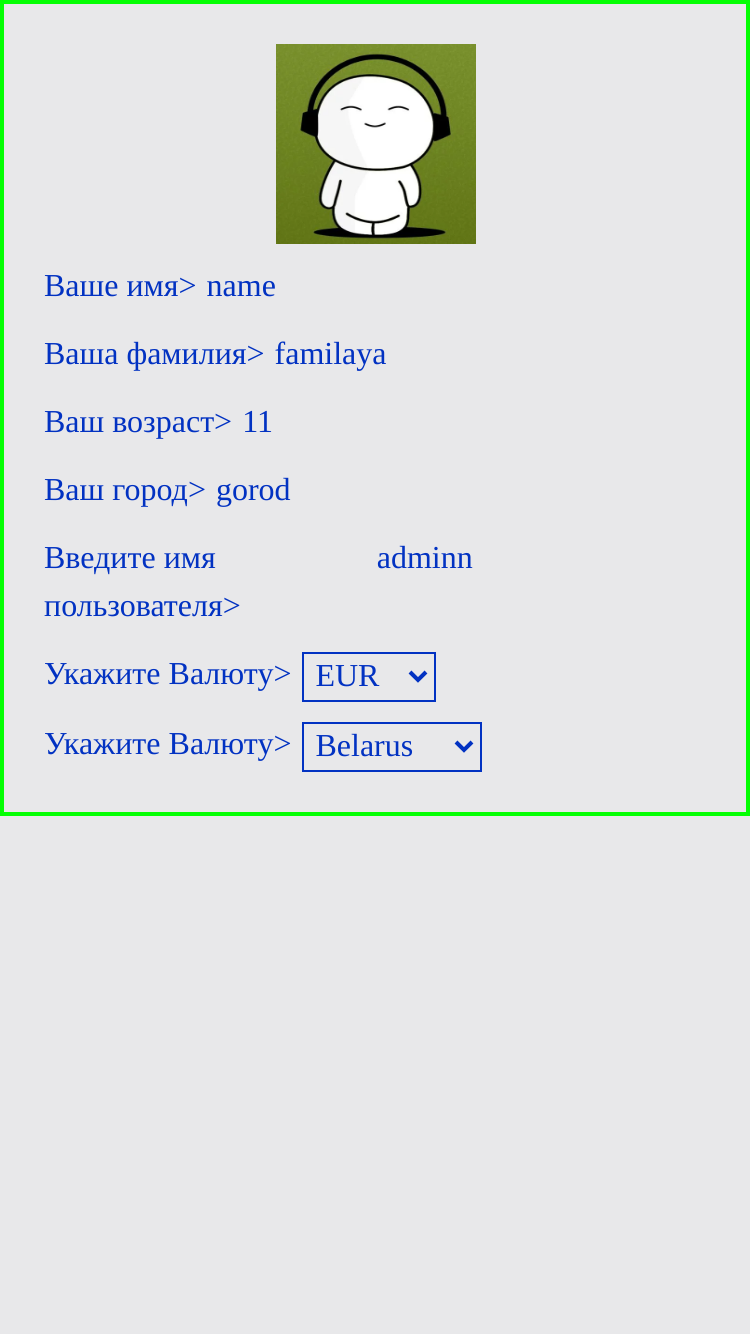 Ваше имя> name
Ваша фамилия> familaya
Ваш возраст> 11
Ваш город> gorod
Введите имя adminn
пользователя>
Укажите Валюту> EUR
Укажите Валюту> Belarus